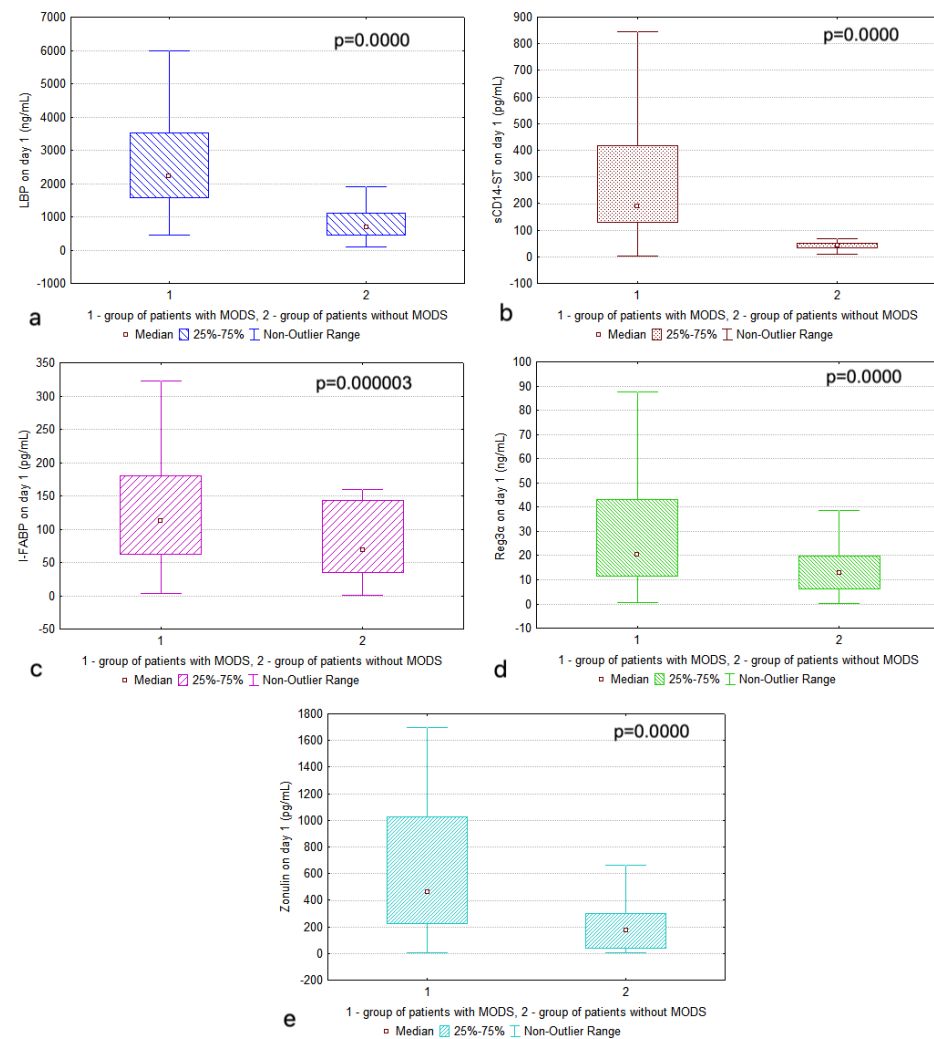 7000
6000
5000
4000
3000
2000
1000
0
-1000
LBP on day 1 (ng/mL)
p=0.0000
1 2
1 - group of patients with MODS, 2 - group of patients without MODS
Median 25%-75% Non-Outlier Range
a
900
800
700
600
500
400
300
200
100
0
-100
sCD14-ST on day 1 (pg/mL)
p=0.0000
1 2
1 - group of patients with MODS, 2 - group of patients without MODS
Median 25%-75% Non-Outlier Range
b
350
300
250
200
150
100
50
0
-50
I-FABP on day 1 (pg/mL)
p=0.000003
1 2
1 - group of patients with MODS, 2 - group of patients without MODS
Median 25%-75% Non-Outlier Range
c
100
90
80
70
60
50
40
30
20
10
0
-10
Reg3α on day 1 (ng/mL)
p=0.0000
1 2
1 - group of patients with MODS, 2 - group of patients without MODS
Median 25%-75% Non-Outlier Range
d
1800
1600
1400
1200
1000
800
600
400
200
0
-200
Zonulin on day 1 (pg/mL)
p=0.0000
1 2
1 - group of patients with MODS, 2 - group of patients without MODS
Median 25%-75% Non-Outlier Range
e